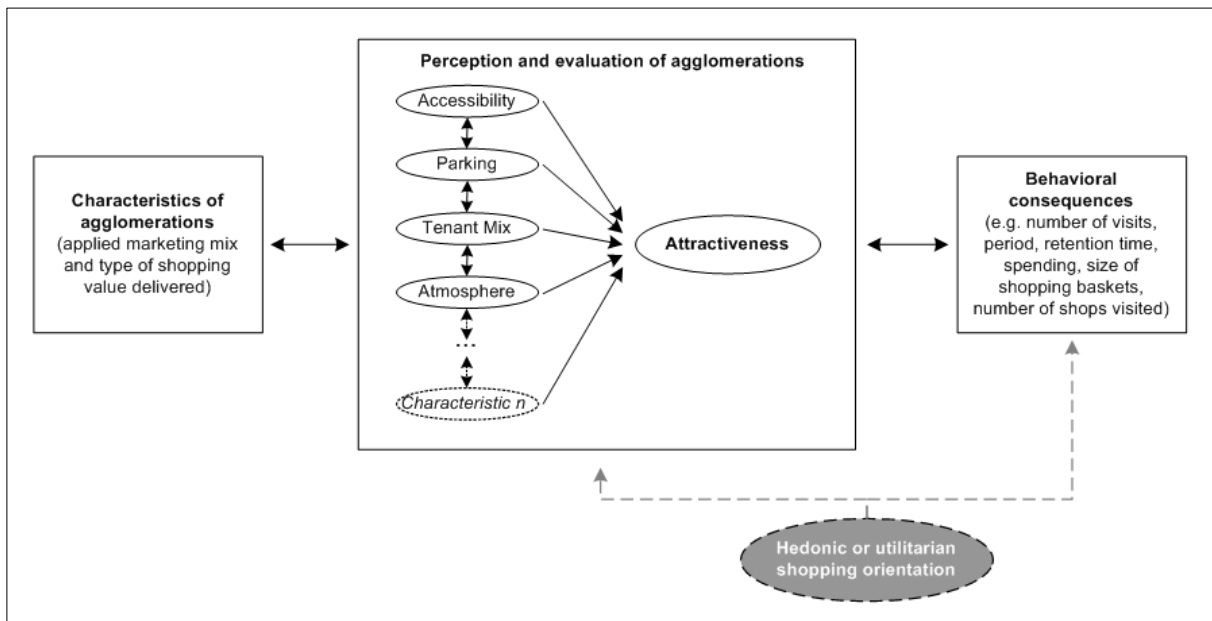 Perception and evaluation of agglomerations
Accessibility
Parking
Tenant Mix
Atmosphere
...
Characteristic n
Attractiveness
Characteristics of
agglomerations
(applied marketing mix
and type of shopping
value delivered)
Behavioral
consequences
(e.g. number of visits,
period, retention time,
spending, size of
shopping baskets,
number of shops visited)
Hedonic or utilitarian
shopping orientation